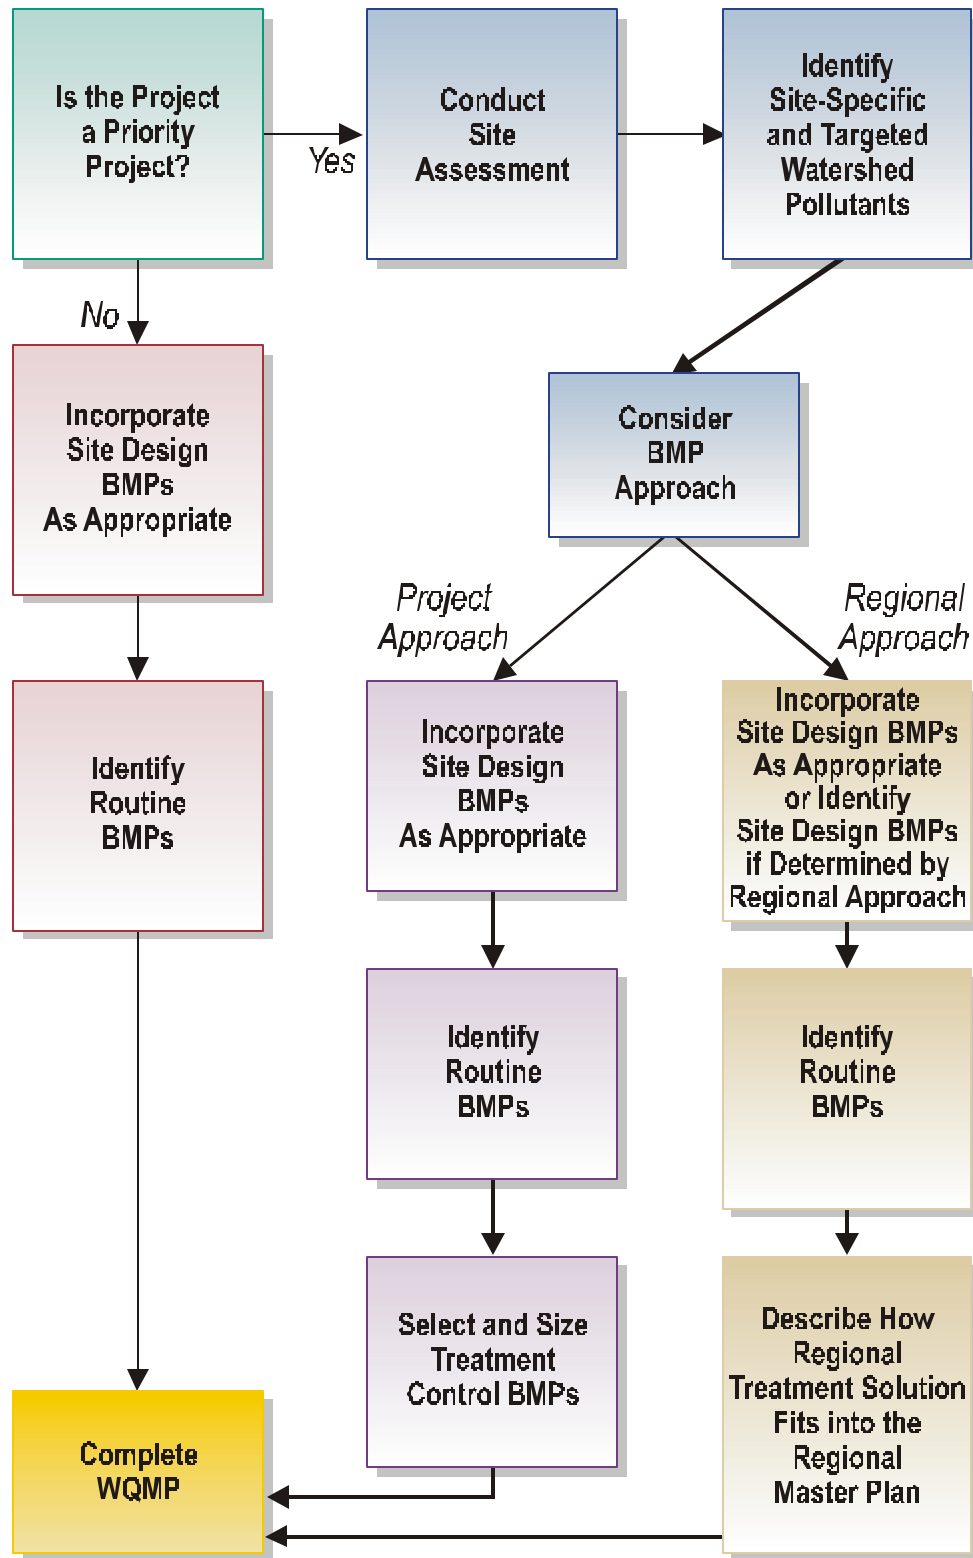 Is the Project
a Priority
Project?
Yes
Conduct
Site
Assessment
Identify
Site-Specific
and Targeted
Watershed
Pollutants
No
Incorporate
Site Design
BMPs
As Appropriate
Consider
BMP
Approach
Project
Approach
Regional
Approach
Identify
Routine
BMPs
Incorporate
Site Design
BMPs
As Appropriate
Incorporate
Site Design BMPs
As Appropriate
or Identify
Site Design BMPs
if Determined by
Regional Approach
Identify
Routine
BMPs
Identify
Routine
BMPs
Select and Size
Treatment
Control BMPs
Describe How
Regional
Treatment Solution
Fits into the
Regional
Master Plan
Complete
WQMP